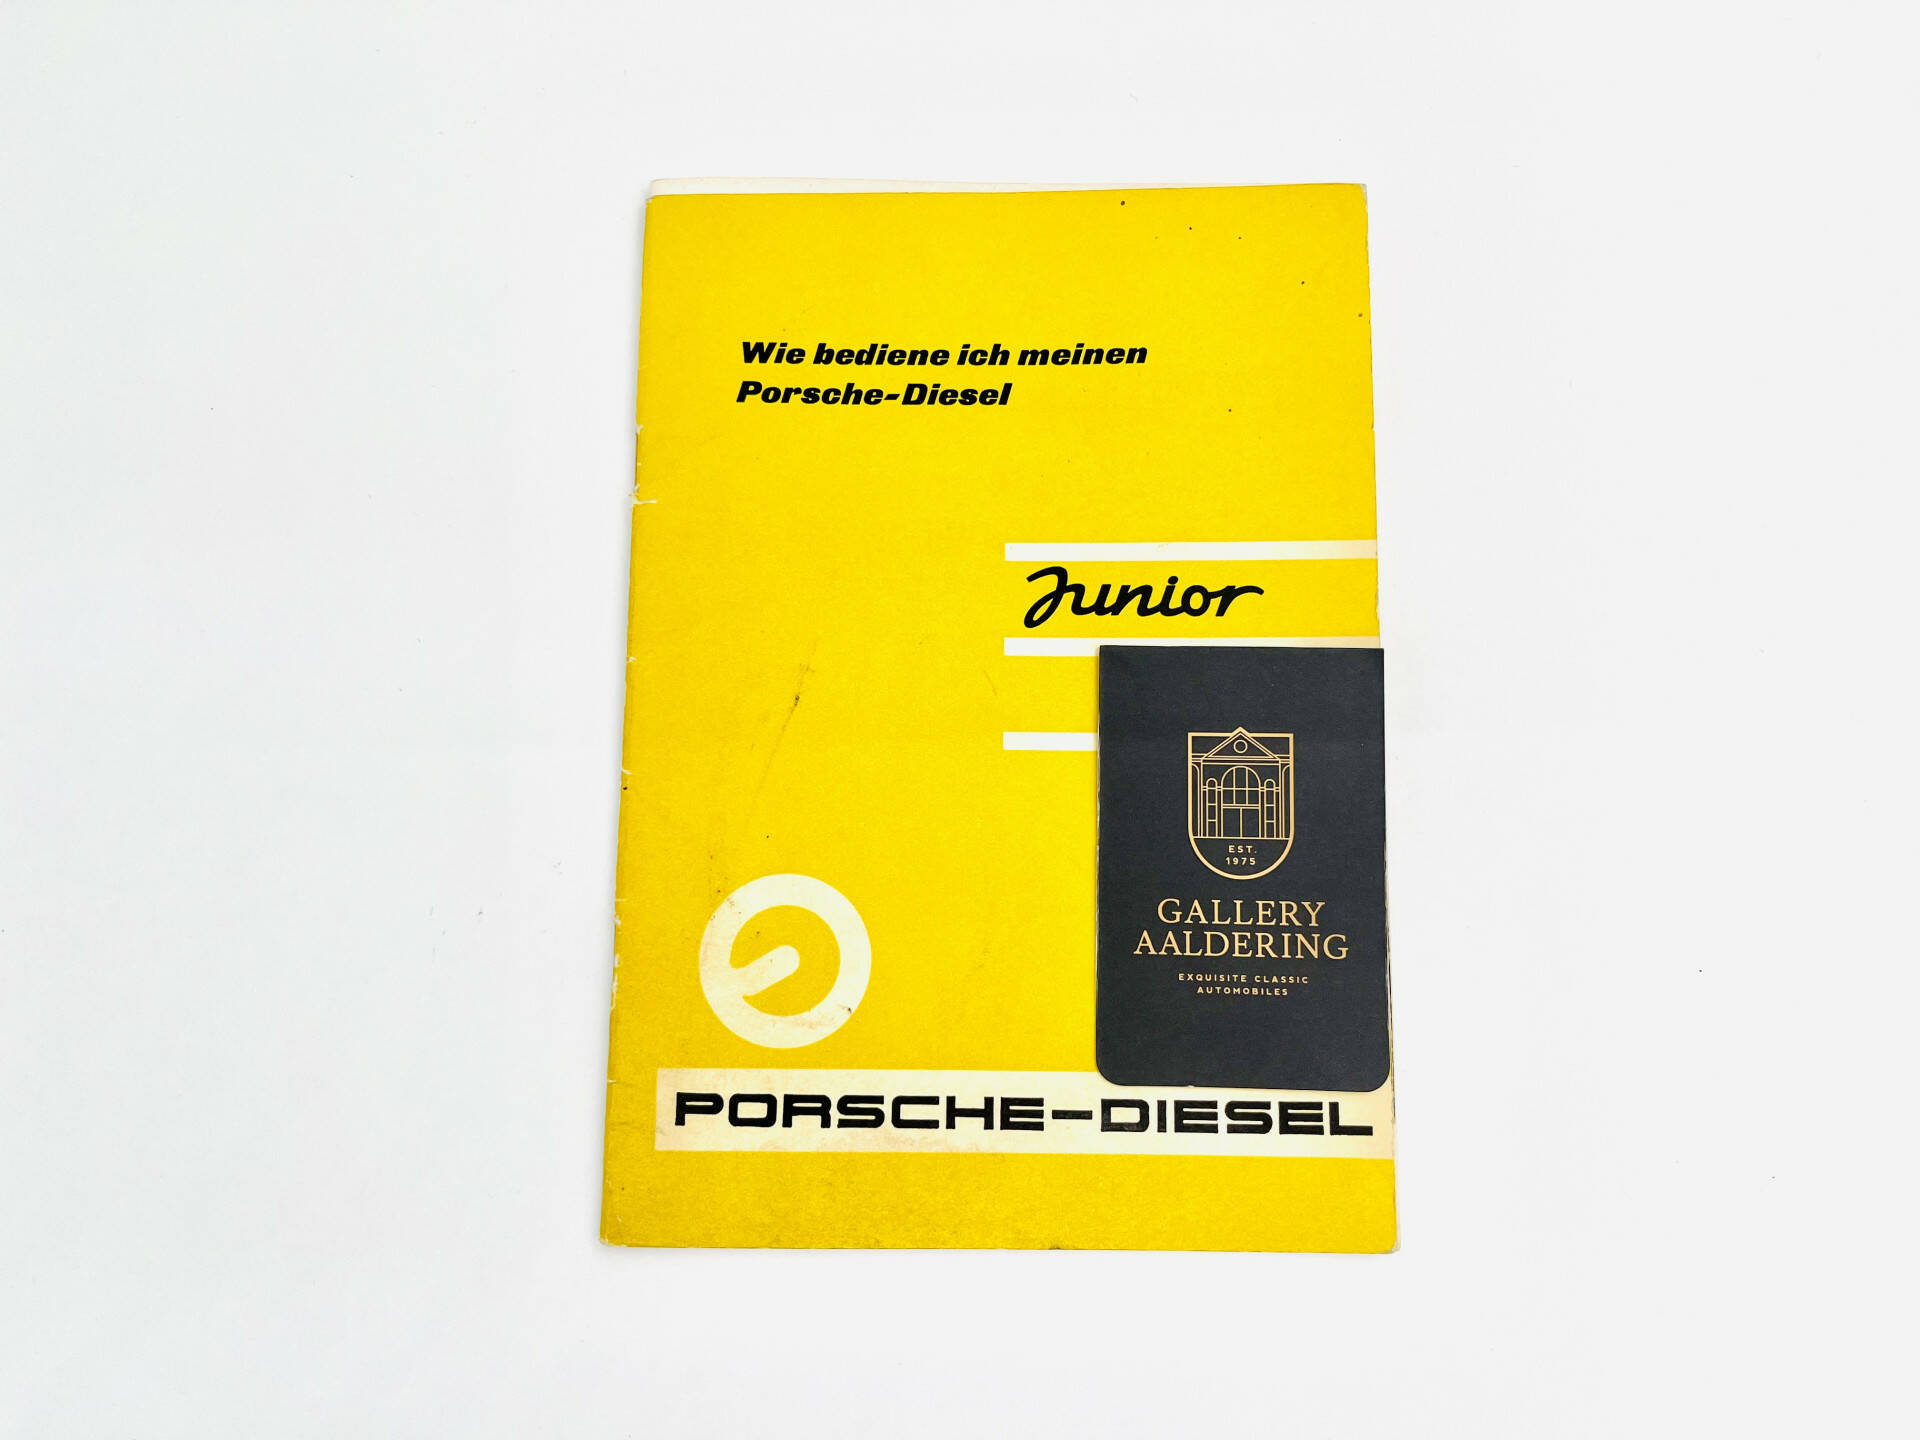 Wie bediene ich meinen
Porsche-Diesel
Junior
EST.
1975
GALLERY
AALDERING
EXQUISITE CLASSIC
AUTOMOBILES
PORSCHE-DIESEL